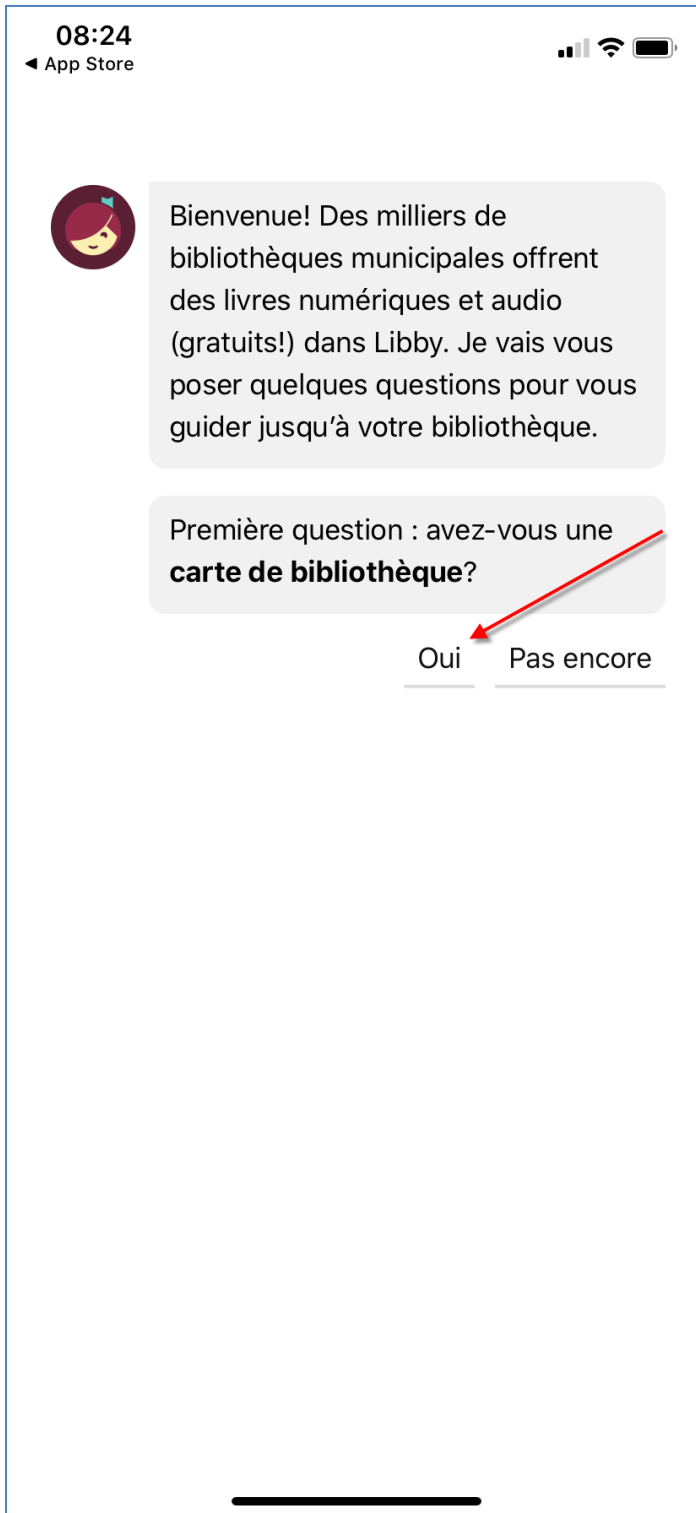 08:24
◀ App Store
Bienvenue! Des milliers de
bibliothèques municipales offrent
des livres numériques et audio
(gratuits!) dans Libby. Je vais vous
poser quelques questions pour vous
guider jusqu’à votre bibliothèque.
Première question : avez-vous une
carte de bibliothèque?
Oui Pas encore